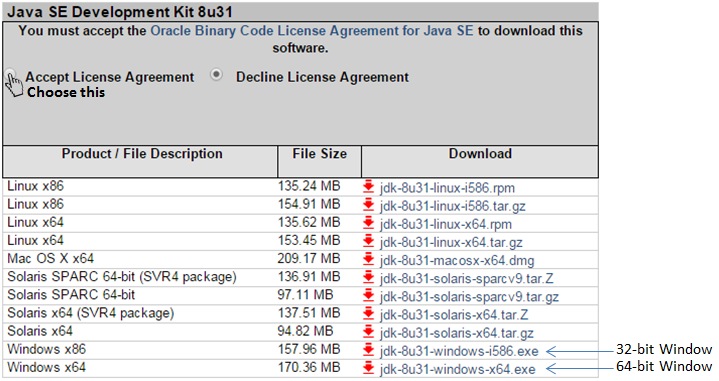 Java SE Development Kit 8u31
You must accept the Oracle Binary Code License Agreement for Java SE to download this
software.
Accept License Agreement Decline License Agreement
Choose this
Product / File Description File Size Download
Linux x86 135.24 MB jdk-8u31-linux-i586.rpm
Linux x86 154.91 MB jdk-8u31-linux-i586.tar.gz
Linux x64 135.62 MB jdk-8u31-linux-x64.rpm
Linux x64 153.45 MB jdk-8u31-linux-x64.tar.gz
Mac OS X x64 209.17 MB jdk-8u31-macosx-x64.dmg
Solaris SPARC 64-bit (SVR4 package) 136.91 MB jdk-8u31-solaris-sparcv9.tar.Z
Solaris SPARC 64-bit 97.11 MB jdk-8u31-solaris-sparcv9.tar.gz
Solaris x64 (SVR4 package) 137.51 MB jdk-8u31-solaris-x64.tar.Z
Solaris x64 94.82 MB jdk-8u31-solaris-x64.tar.gz
Windows x86 157.96 MB jdk-8u31-windows-i586.exe 32-bit Window
Windows x64 170.36 MB jdk-8u31-windows-x64.exe 64-bit Window